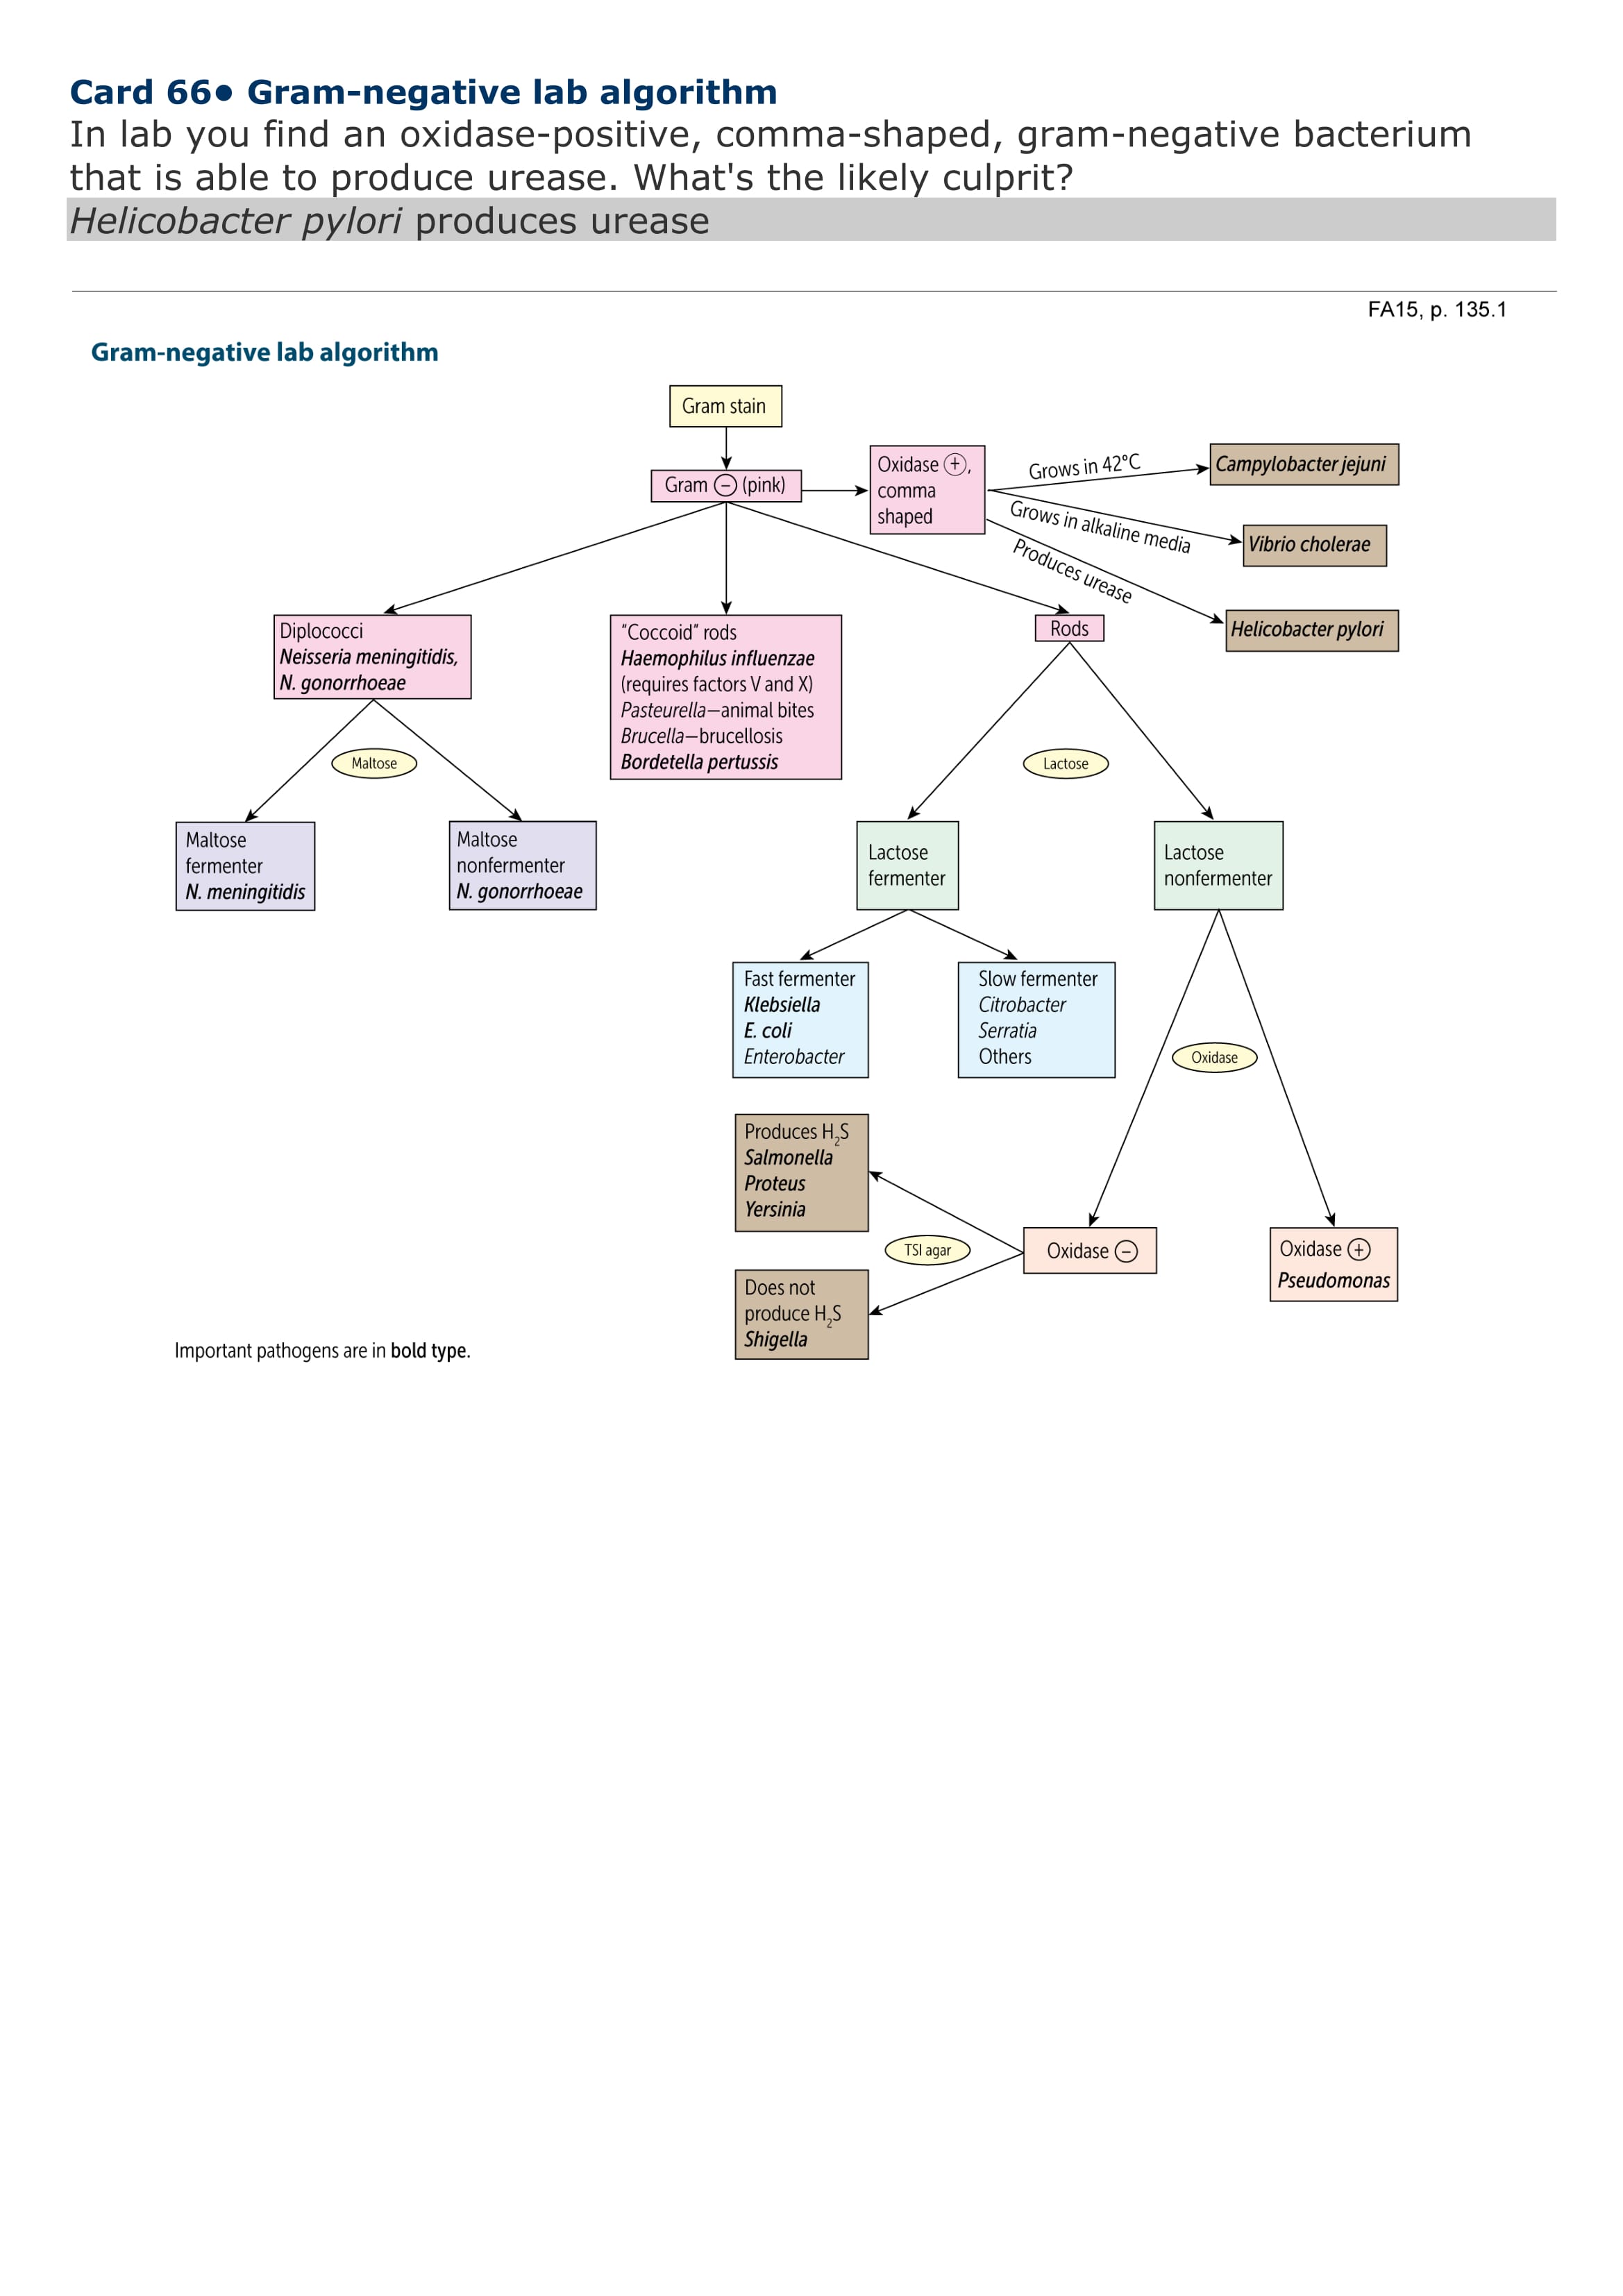 Card 66● Gram-negative lab algorithm
In lab you find an oxidase-positive, comma-shaped, gram-negative bacterium
that is able to produce urease. What's the likely culprit?
Helicobacter pylori produces urease
FA15, p. 135.1
Gram-negative lab algorithm
Gram stain
Gram ⊖ (pink)
Oxidase ⊕,
comma
shaped
Grows in 42°C
Campylobacter jejuni
Grows in alkaline media
Vibrio cholerae
Produces urease
Helicobacter pylori
Diplococci
Neisseria meningitidis,
N. gonorrhoeae
“Coccoid” rods
Haemophilus influenzae
(requires factors V and X)
Pasteurella—animal bites
Brucella—brucellosis
Bordetella pertussis
Rods
Maltose
Lactose
Maltose
fermenter
N. meningitidis
Maltose
nonfermenter
N. gonorrhoeae
Lactose
fermenter
Lactose
nonfermenter
Fast fermenter
Klebsiella
E. coli
Enterobacter
Slow fermenter
Citrobacter
Serratia
Others
Oxidase
Produces H₂S
Salmonella
Proteus
Yersinia
TSI agar
Oxidase ⊖
Oxidase ⊕
Pseudomonas
Does not
produce H₂S
Shigella
Important pathogens are in bold type.